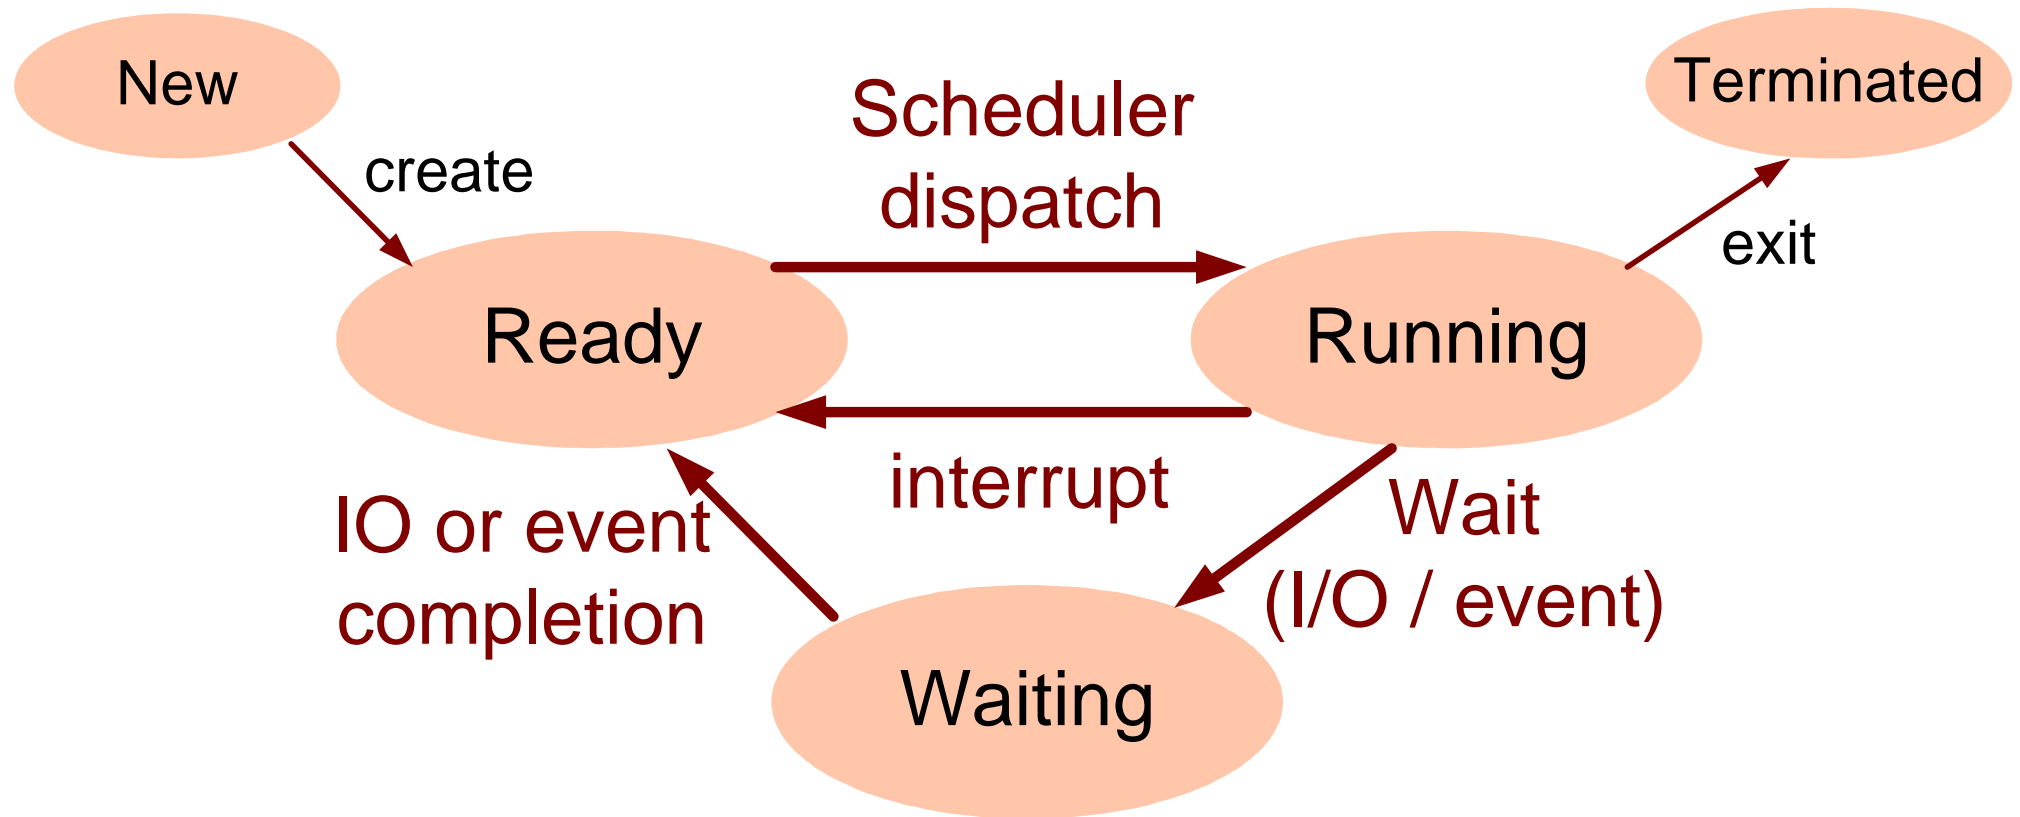 New
Terminated
Scheduler
dispatch
create
exit
Ready
Running
interrupt
IO or event
completion
Wait
(I/O / event)
Waiting